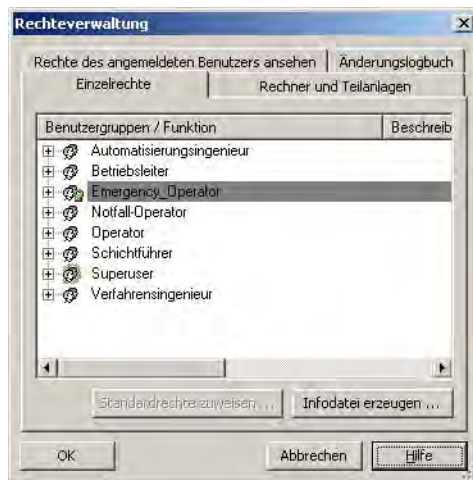 Rechteverwaltung
Rechte des angemeldeten Benutzers ansehen Änderungslogbuch
Einzelrechte Rechner und Teilanlagen
Benutzergruppen / Funktion Beschreib
Automatisierungsingenieur
Betriebsleiter
Emergency_Operator
Notfall-Operator
Operator
Schichtführer
Superuser
Verfahrensingenieur
Standardrechte zuweisen ... Infodatei erzeugen ...
OK Abbrechen Hilfe